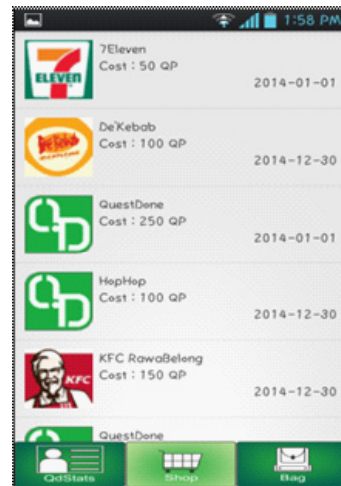 1:58 PM
7Eleven
ELEVEN
Cost : 50 QP
2014-01-01
De'Kebab
Cost : 100 QP
2014-12-30
QuestDone
Cost : 250 QP
2014-01-01
HopHop
Cost : 100 QP
2014-12-30
KFC RawaBelong
KFC
Cost : 150 QP
2014-12-30
QuestDone
QdStats
Shop
Bag